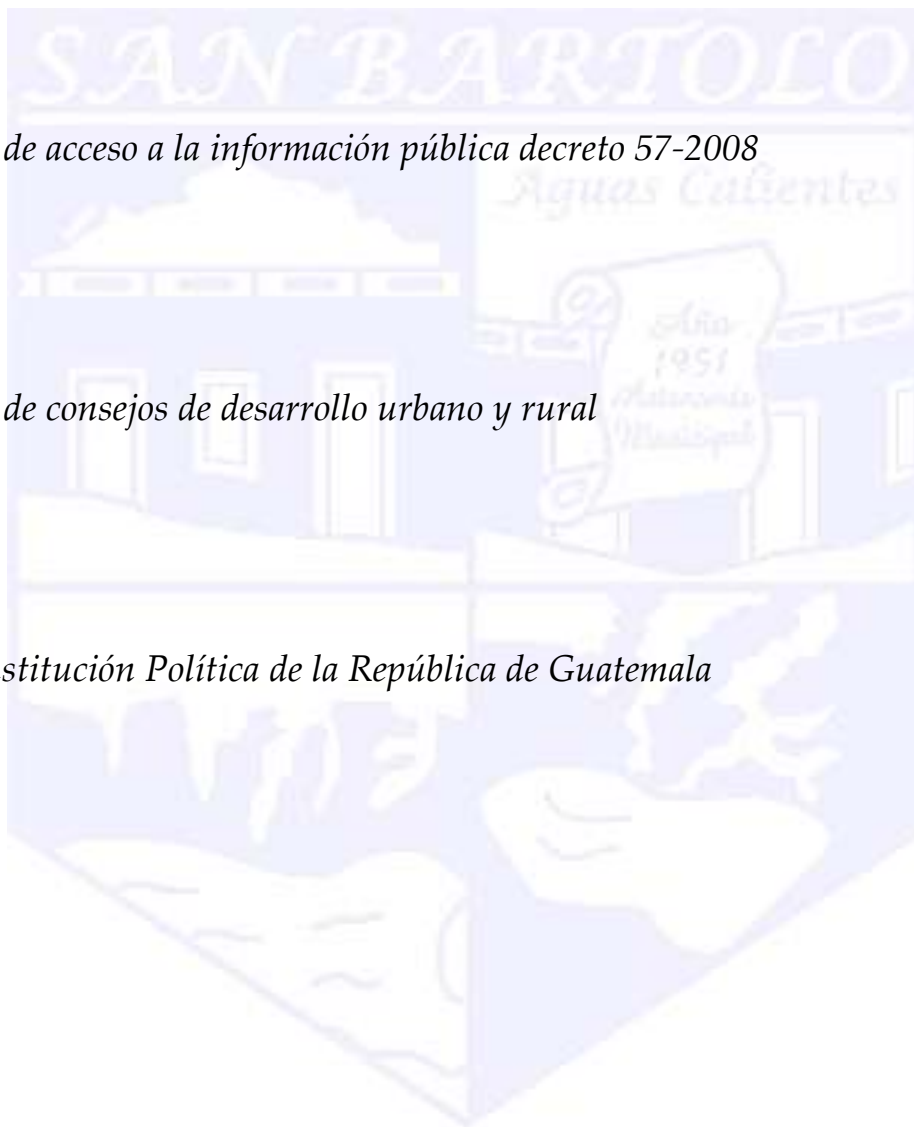 SAN BARTOLO
de acceso a la información pública decreto 57-2008
Aguas Calientes
Año
1951
de consejos de desarrollo urbano y rural
Municipal
stitución Política de la República de Guatemala